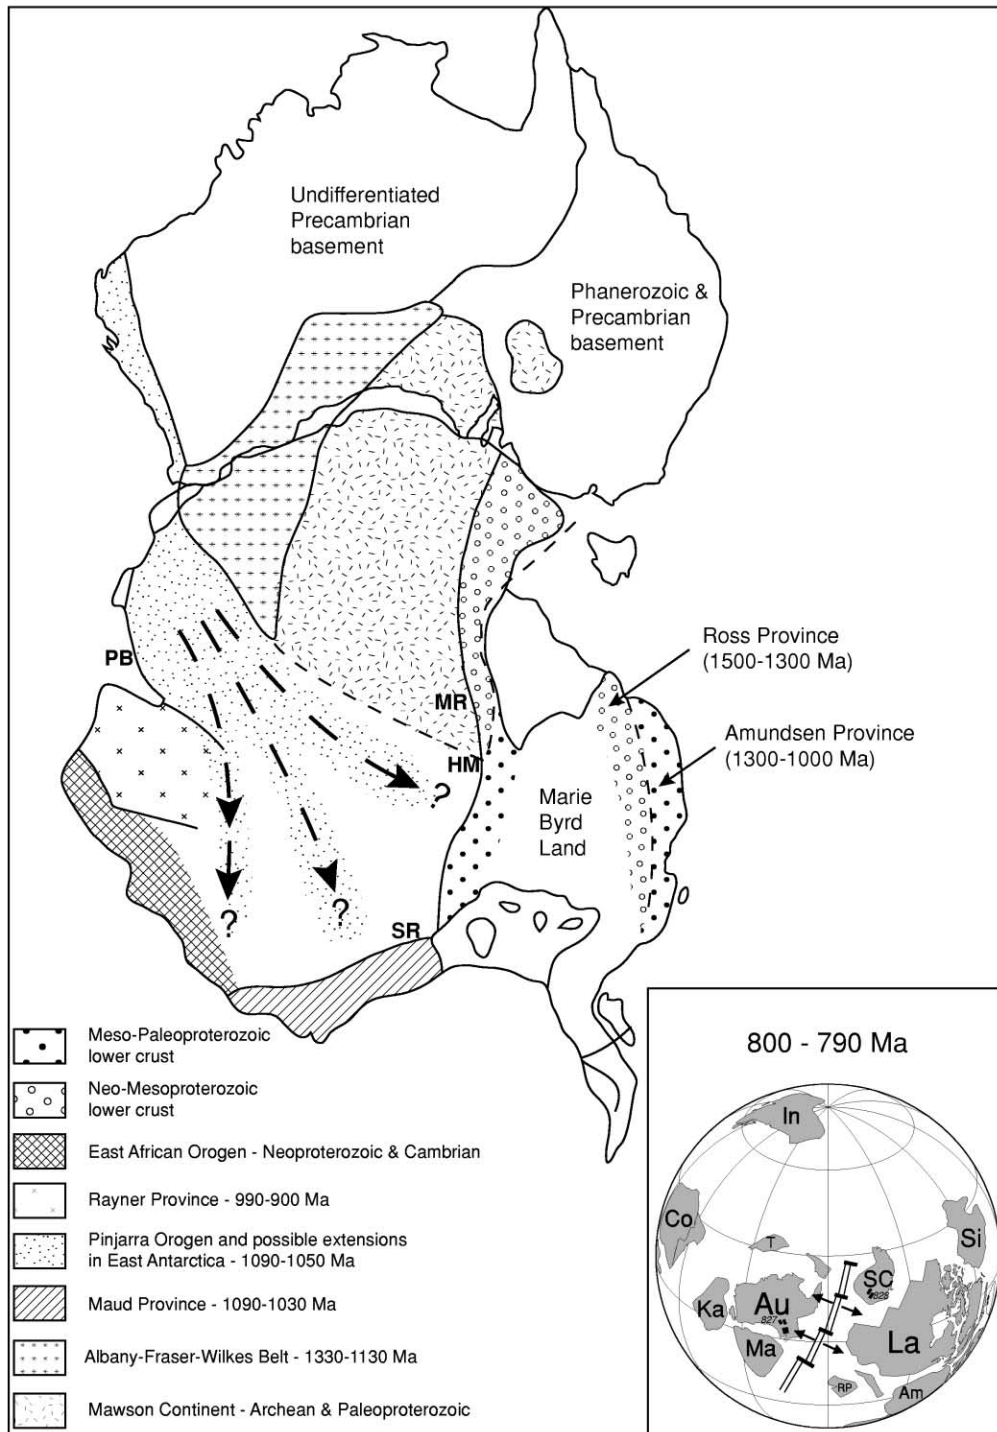 Undifferentiated
Precambrian
basement
Phanerozoic &
Precambrian
basement
PB
MR
HM
SR
Ross Province
(1500-1300 Ma)
Amundsen Province
(1300-1000 Ma)
Marie
Byrd
Land
?
?
?
Meso-Paleoproterozoic
lower crust
Neo-Mesoproterozoic
lower crust
East African Orogen - Neoproterozoic & Cambrian
Rayner Province - 990-900 Ma
Pinjarra Orogen and possible extensions
in East Antarctica - 1090-1050 Ma
Maud Province - 1090-1030 Ma
Albany-Fraser-Wilkes Belt - 1330-1130 Ma
Mawson Continent - Archean & Paleoproterozoic
800 - 790 Ma
In
Co
Si
T
SC
825
Ka
Au
827
Ma
La
RP
Am